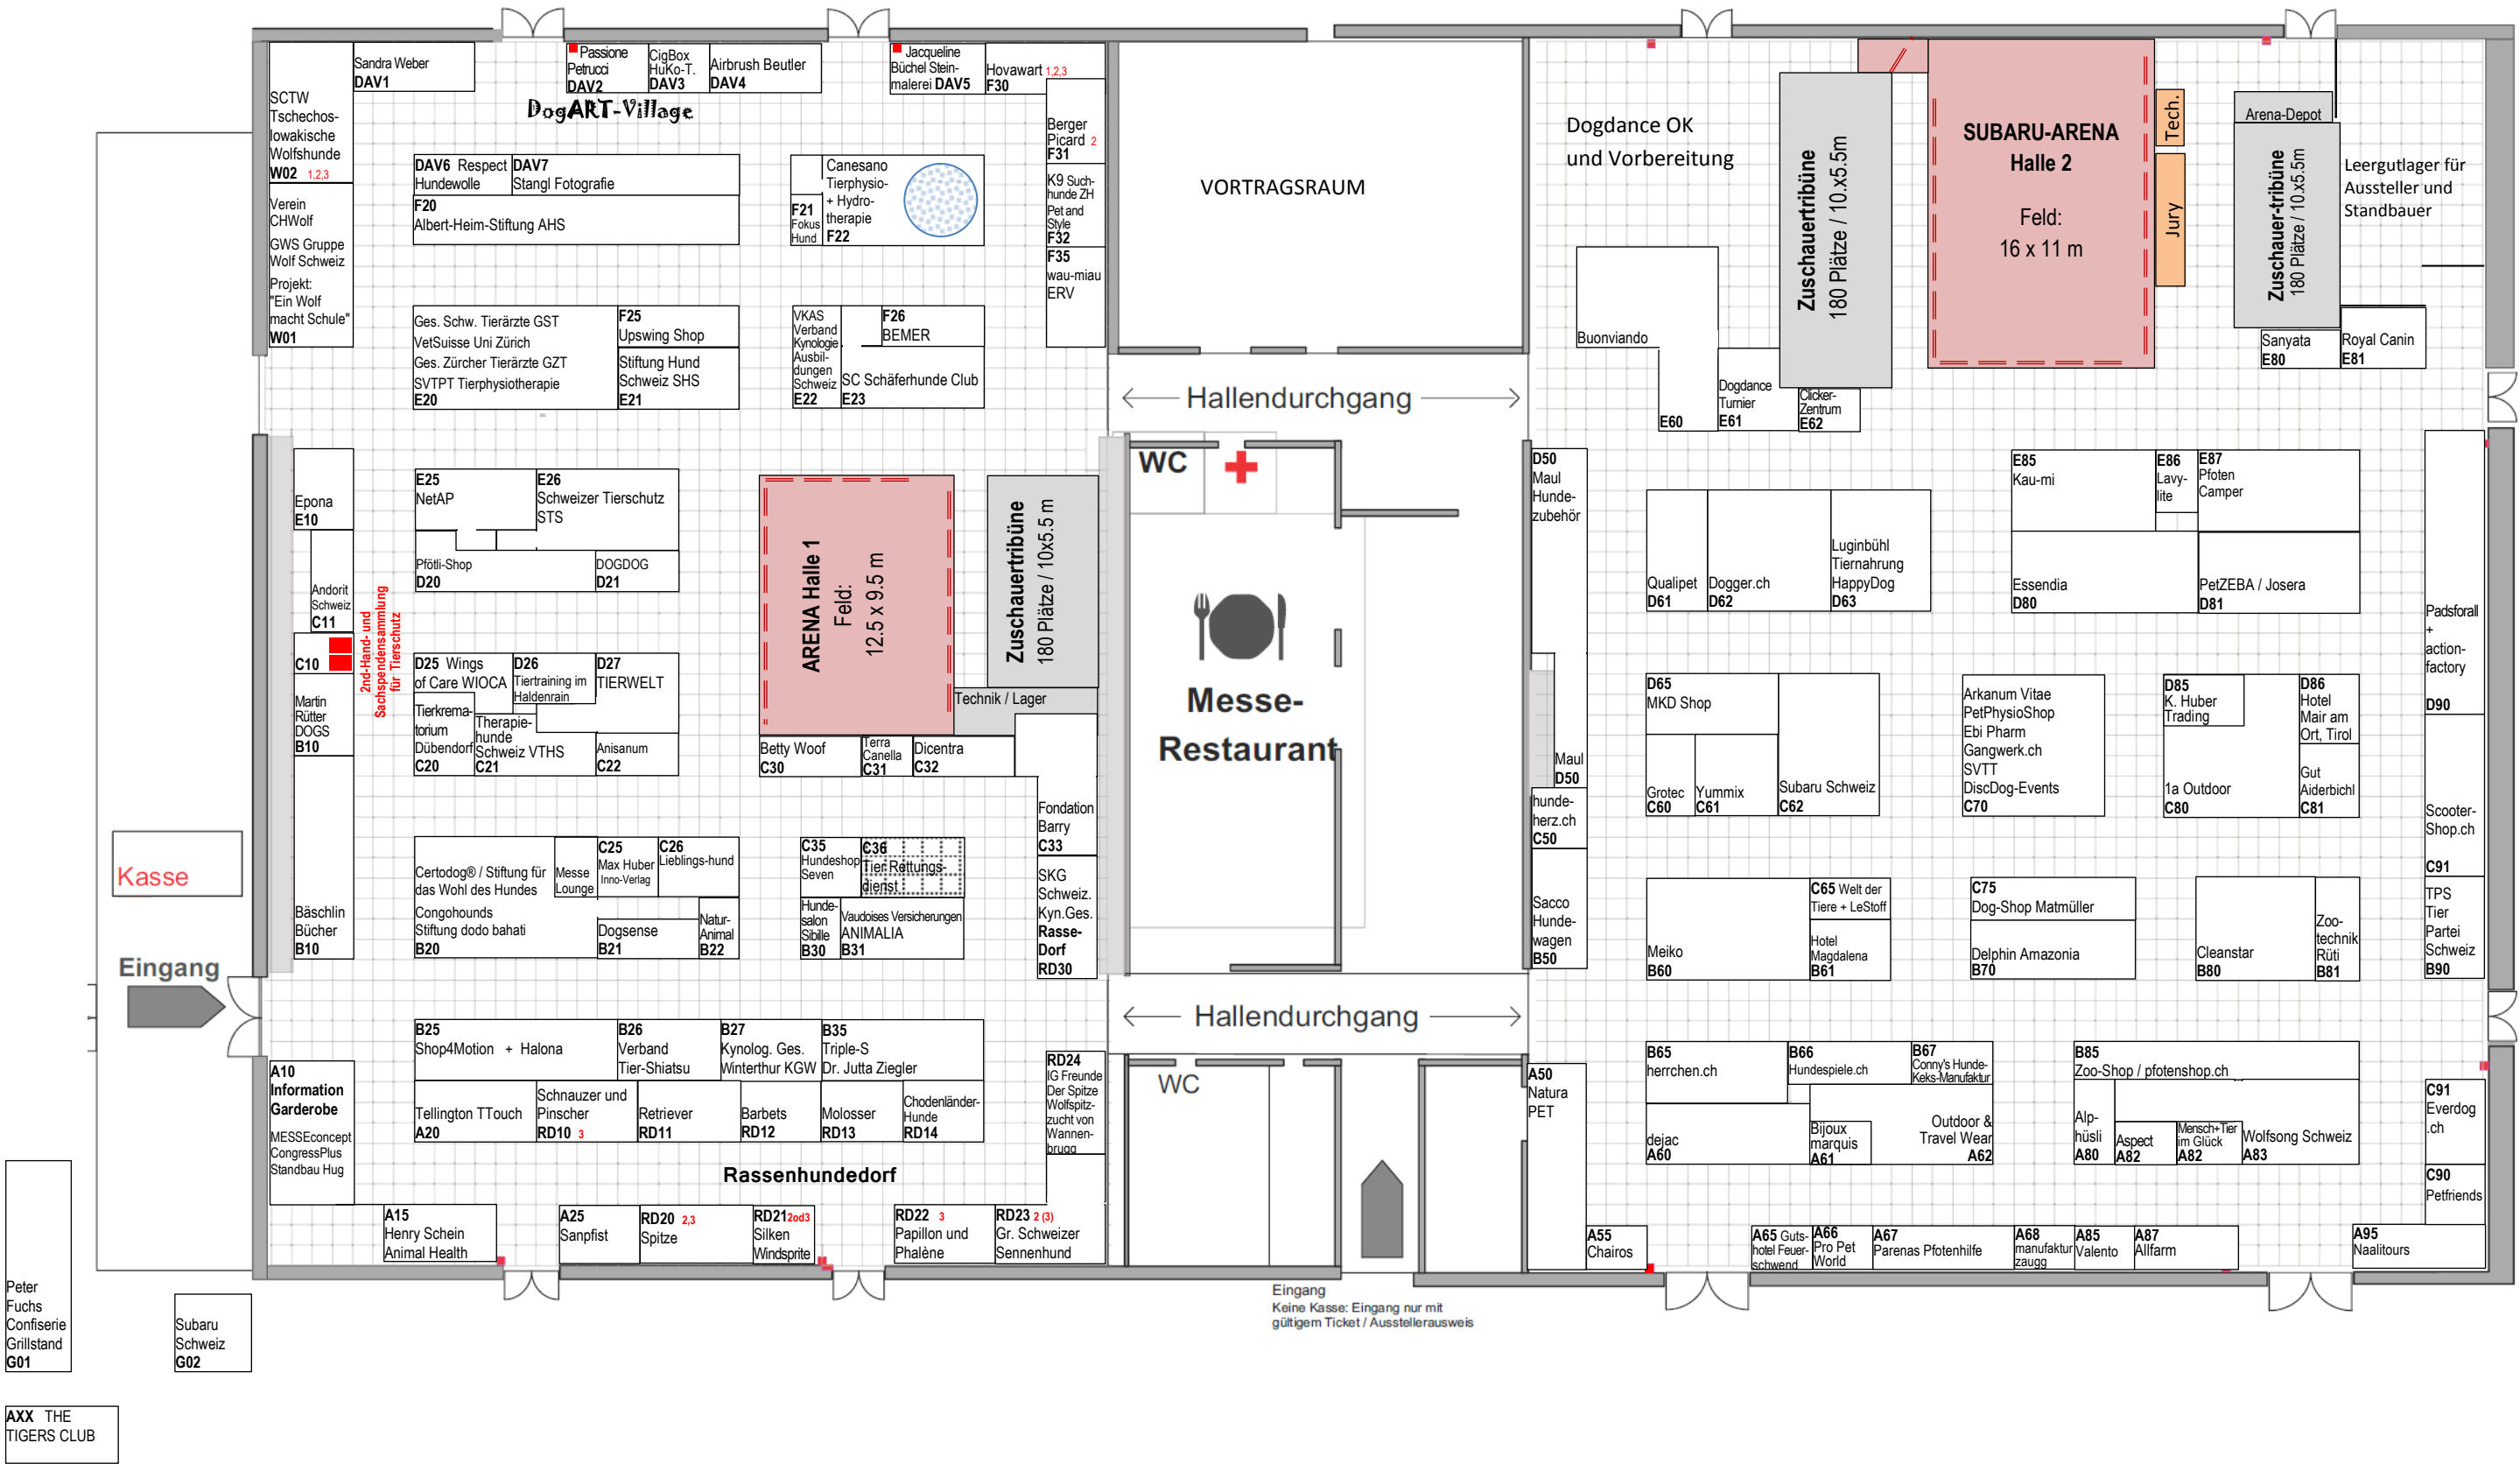 Sandra Weber
DAV1
Passione
Petrucci
DAV2
CigBox
HuKo-T.
DAV3
Airbrush Beutler
DAV4
Jacqueline
Büchel Stein-
malerei DAV5
Hovawart 1,2,3
F30
DogART-Village
SCTW
Tschechos-
lowakische
Wolfshunde
W02 1,2,3
Verein
CHWolf
GWS Gruppe
Wolf Schweiz
Projekt:
"Ein Wolf
macht Schule"
W01
DAV6 Respect
Hundewolle
DAV7
Stangl Fotografie
F20
Albert-Heim-Stiftung AHS
F21
Fokus
Hund
Canesano
Tierphysio-
+ Hydro-
therapie
F22
Berger
Picard 2
F31
K9 Such-
hunde ZH
Pet and
Style
F32
F35
wau-miau
ERV
Ges. Schw. Tierärzte GST
VetSuisse Uni Zürich
Ges. Zürcher Tierärzte GZT
SVTPT Tierphysiotherapie
E20
F25
Upswing Shop
Stiftung Hund
Schweiz SHS
E21
VKAS
Verband
Kynologie
Ausbil-
dungen
Schweiz
E22
F26
BEMER
SC Schäferhunde Club
E23
Epona
E10
Andorit
Schweiz
C11
C10
2nd-Hand- und
Sachspendensammlung
für Tierschutz
Martin
Rütter
DOGS
B10
Bäschlin
Bücher
B10
E25
NetAP
E26
Schweizer Tierschutz
STS
Pfötli-Shop
D20
DOGDOG
D21
ARENA Halle 1
Feld:
12.5 x 9.5 m
Zuschauertribüne
180 Plätze / 10x5.5 m
Technik / Lager
D25 Wings
of Care WIOCA
D26
Tiertraining im
Haldenrain
D27
TIERWELT
Tierkrema-
torium
Dübendorf
C20
Therapie-
hunde
Schweiz VTHS
C21
Anisanum
C22
Betty Woof
C30
Terra
Canella
C31
Dicentra
C32
Fondation
Barry
C33
SKG
Schweiz.
Kyn.Ges.
Rasse-
Dorf
RD30
Certodog® / Stiftung für
das Wohl des Hundes
Congohounds
Stiftung dodo bahati
B20
Messe
Lounge
C25
Max Huber
Inno-Verlag
C26
Lieblings-hund
Dogsense
B21
Natur-
Animal
B22
C35
Hundeshop
Seven
C36
Tier Rettungs-
dienst
Hunde-
salon
Sibille
B30
Vaudoises Versicherungen
ANIMALIA
B31
Kasse
Eingang
B25
Shop4Motion + Halona
B26
Verband
Tier-Shiatsu
B27
Kynolog. Ges.
Winterthur KGW
B35
Triple-S
Dr. Jutta Ziegler
Tellington TTouch
A20
Schnauzer und
Pinscher
RD10 3
Retriever
RD11
Barbets
RD12
Molosser
RD13
Chodenländer-
Hunde
RD14
RD24
IG Freunde
Der Spitze
Wolfspitz-
zucht von
Wannen-
brugg
A10
Information
Garderobe
MESSEconcept
CongressPlus
Standbau Hug
Rassenhundedorf
A15
Henry Schein
Animal Health
A25
Sanpfist
RD20 2,3
Spitze
RD21 2od3
Silken
Windsprite
RD22 3
Papillon und
Phalène
RD23 2 (3)
Gr. Schweizer
Sennenhund
Peter
Fuchs
Confiserie
Grillstand
G01
Subaru
Schweiz
G02
AXX THE
TIGERS CLUB
VORTRAGSRAUM
Hallendurchgang
WC
Messe-
Restaurant
Hallendurchgang
WC
Eingang
Keine Kasse: Eingang nur mit
gültigem Ticket / Ausstellerausweis
Dogdance OK
und Vorbereitung
Zuschauertribüne
180 Plätze / 10.x5.5m
SUBARU-ARENA
Halle 2
Feld:
16 x 11 m
Tech.
Jury
Arena-Depot
Zuschauer-tribüne
180 Plätze / 10.x5.5m
Leergutlager für
Aussteller und
Standbauer
Buonviando
E60
Dogdance
Turnier
E61
Clicker-
Zentrum
E62
Sanyata
E80
Royal Canin
E81
D50
Maul
Hunde-
zubehör
Maul
D50
hunde-
herz.ch
C50
Sacco
Hunde-
wagen
B50
Qualipet
D61
Dogger.ch
D62
Luginbühl
Tiernahrung
HappyDog
D63
E85
Kau-mi
E86
Lavy-
lite
E87
Pfoten
Camper
Essendia
D80
PetZEBA / Josera
D81
Padsforall
+
action-
factory
D90
D65
MKD Shop
Grotec
C60
Yummix
C61
Subaru Schweiz
C62
Arkanum Vitae
PetPhysioShop
Ebi Pharm
Gangwerk.ch
SVTT
DiscDog-Events
C70
D85
K. Huber
Trading
D86
Hotel
Mair am
Ort, Tirol
1a Outdoor
C80
Gut
Aiderbichl
C81
Scooter-
Shop.ch
C91
TPS
Tier
Partei
Schweiz
B90
Meiko
B60
C65 Welt der
Tiere + LeStoff
Hotel
Magdalena
B61
C75
Dog-Shop Matmüller
Delphin Amazonia
B70
Cleanstar
B80
Zoo-
technik
Rüti
B81
A50
Natura
PET
B65
herrchen.ch
B66
Hundespiele.ch
B67
Conny's Hunde-
Keks-Manufaktur
dejac
A60
Bijoux
marquis
A61
Outdoor &
Travel Wear
A62
B85
Zoo-Shop / pfotenshop.ch
Alp-
hüsli
A80
Aspect
A82
Mensch+Tier
im Glück
A82
Wolfsong Schweiz
A83
C91
Everdog
.ch
C90
Petfriends
A55
Chairos
A65 Guts-
hotel Feuer-
schwend
A66
Pro Pet
World
A67
Parenas Pfotenhilfe
A68
manufaktur
zaugg
A85
Valento
A87
Allfarm
A95
Naalitours